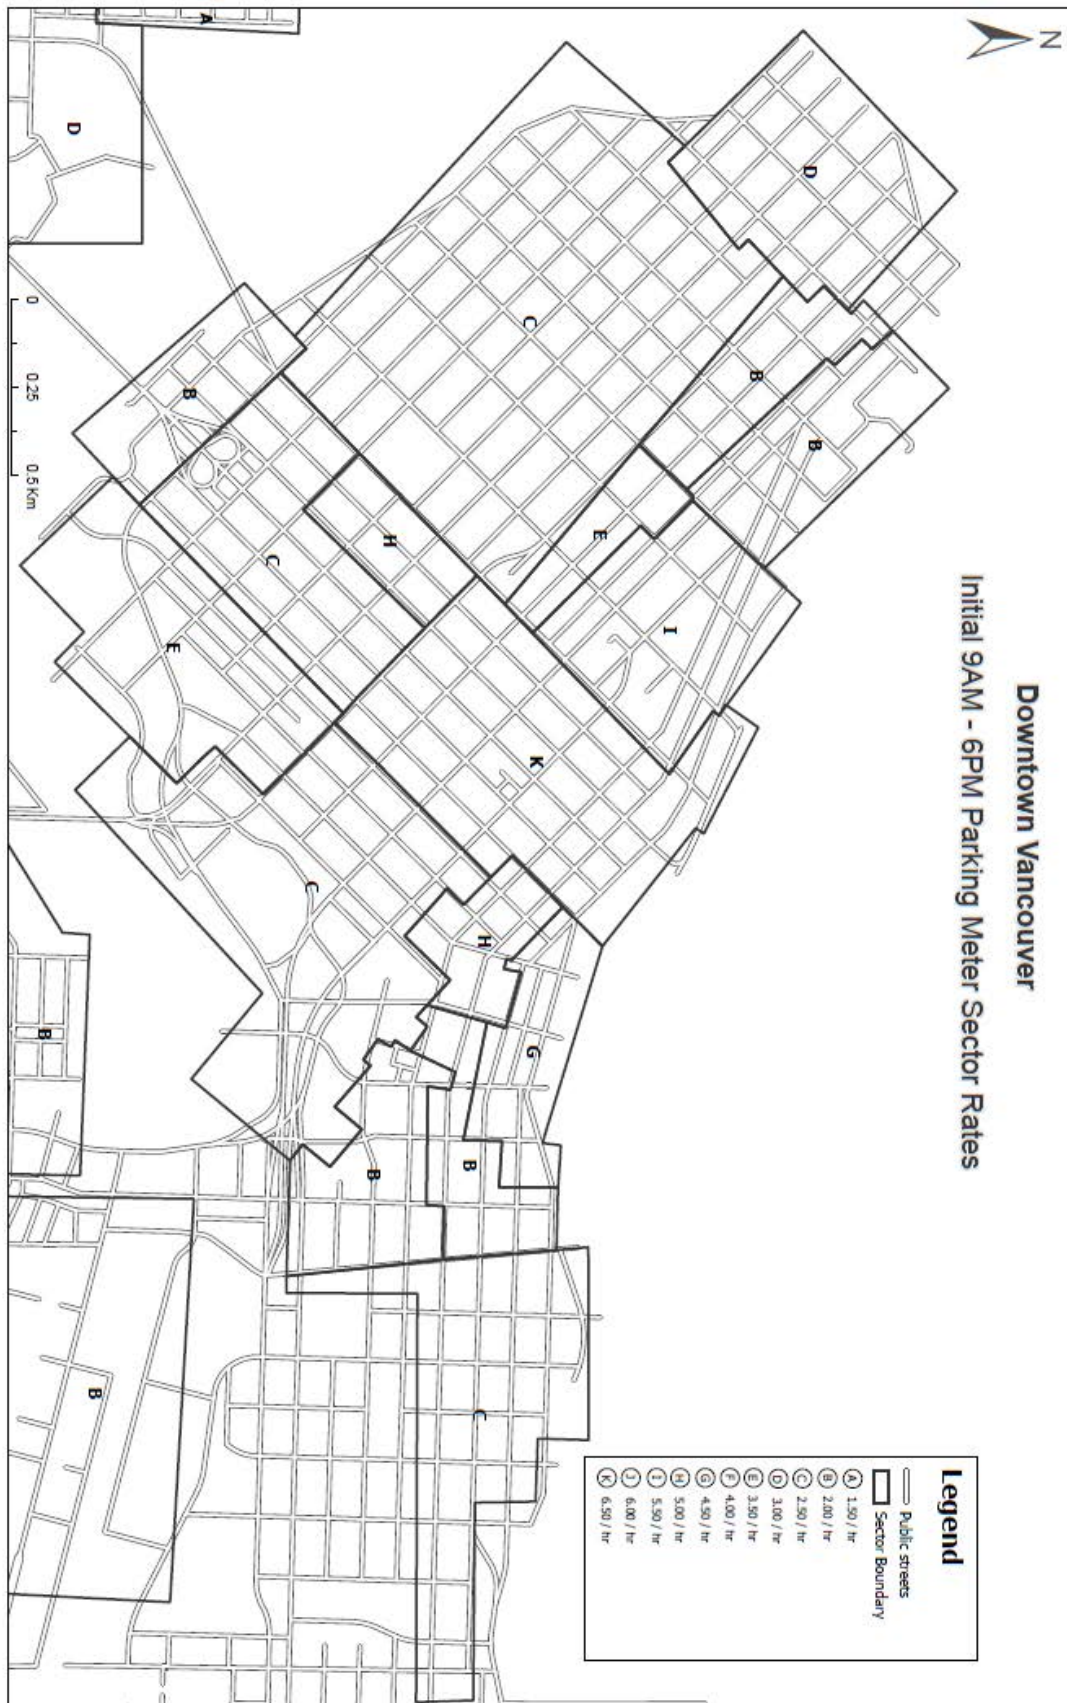 Downtown Vancouver
Initial 9AM - 6PM Parking Meter Sector Rates
N
D
B
B
I
C
E
K
H
G
H
C
B
C
B
B
C
E
C
D
A
B
B
0 0.25 0.5 Km
Legend
Public streets
Sector Boundary
A 1.50 / hr
B 2.00 / hr
C 2.50 / hr
D 3.00 / hr
E 3.50 / hr
F 4.00 / hr
G 4.50 / hr
H 5.00 / hr
I 5.50 / hr
J 6.00 / hr
K 6.50 / hr